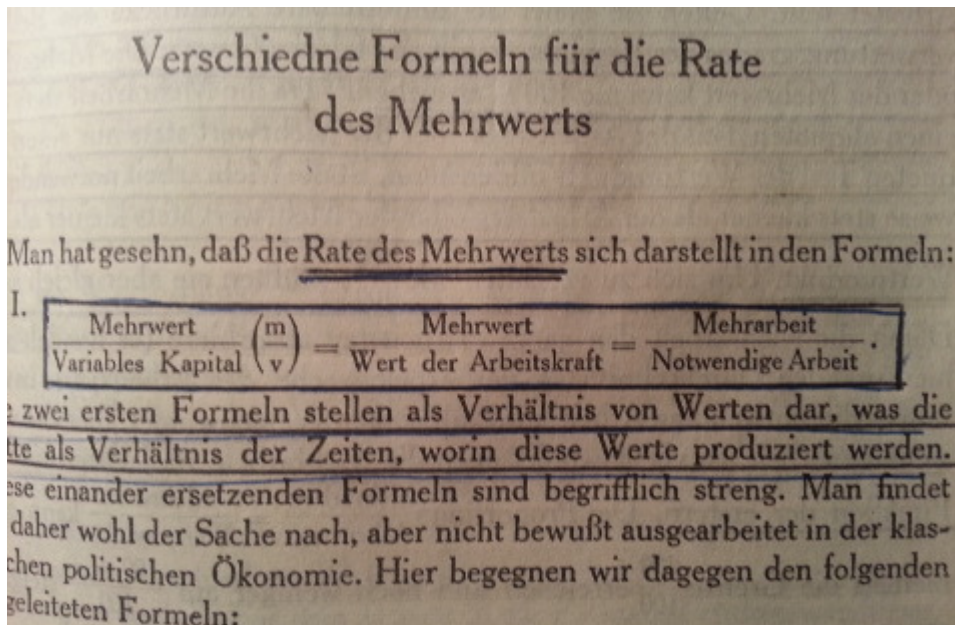 Verschiedne Formeln für die Rate
des Mehrwerts
Man hat gesehn, daß die Rate des Mehrwerts sich darstellt in den Formeln:
I.
Mehrwert / Variables Kapital (m/v) = Mehrwert / Wert der Arbeitskraft = Mehrarbeit / Notwendige Arbeit .
e zwei ersten Formeln stellen als Verhältnis von Werten dar, was die
tte als Verhältnis der Zeiten, worin diese Werte produziert werden.
ese einander ersetzenden Formeln sind begrifflich streng. Man findet
daher wohl der Sache nach, aber nicht bewußt ausgearbeitet in der klas-
chen politischen Ökonomie. Hier begegnen wir dagegen den folgenden
geleiteten Formeln: